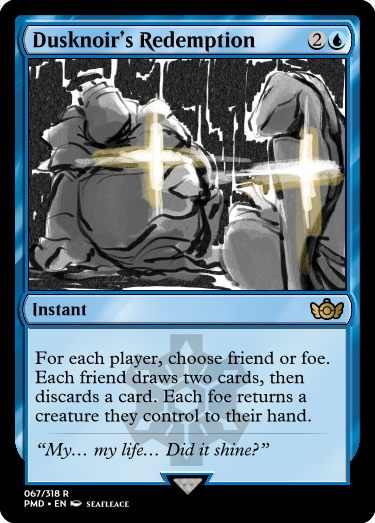 Dusknoir's Redemption 2
Instant
For each player, choose friend or foe.
Each friend draws two cards, then
discards a card. Each foe returns a
creature they control to their hand.
“My… my life… Did it shine?”
067/318 R
PMD • EN SEAFLEACE